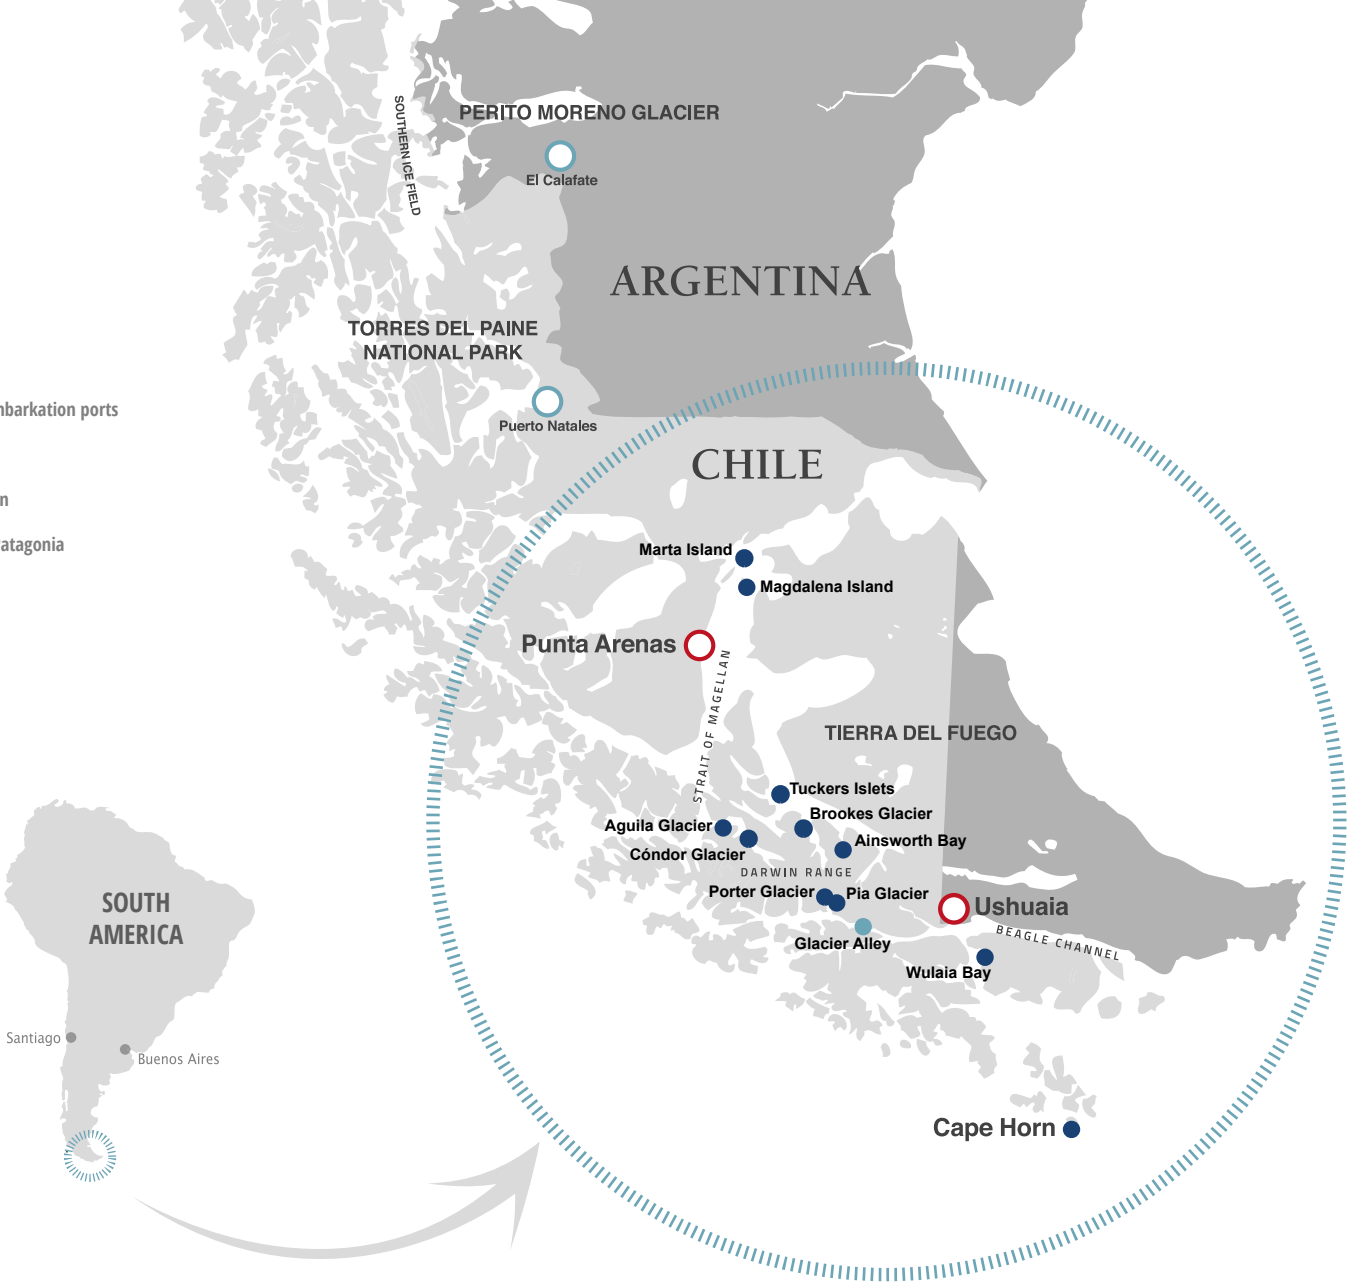 PERITO MORENO GLACIER
SOUTHERN ICE FIELD
El Calafate
ARGENTINA
TORRES DEL PAINE
NATIONAL PARK
Puerto Natales
CHILE
Marta Island
Magdalena Island
Punta Arenas
STRAIT OF MAGELLAN
TIERRA DEL FUEGO
Tuckers Islets
Brookes Glacier
Aguila Glacier
Ainsworth Bay
Cóndor Glacier
DARWIN RANGE
Porter Glacier
Pia Glacier
Ushuaia
BEAGLE CHANNEL
Glacier Alley
Wulaia Bay
Cape Horn
mbarkation ports
n
atagonia
SOUTH
AMERICA
Santiago
Buenos Aires